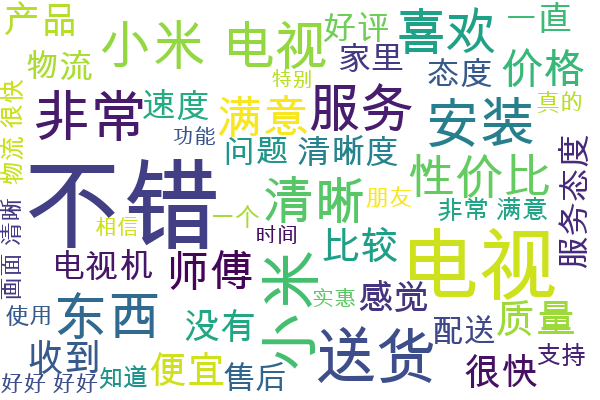 产品
小米 电视
好评
喜欢
一直
物流
家里
态度
价格
特别
物流 很快
非常
速度
满意
服务
安装
真的
功能
问题
清晰度
不错
性价比
服务态度
清晰
朋友
画面 清晰
相信
一个
非常 满意
时间
比较
电视
电视机
师傅
小米
实惠
感觉
使用
东西
没有
送货
配送
质量
收到
便宜
很快
支持
好好 好好
知道
售后